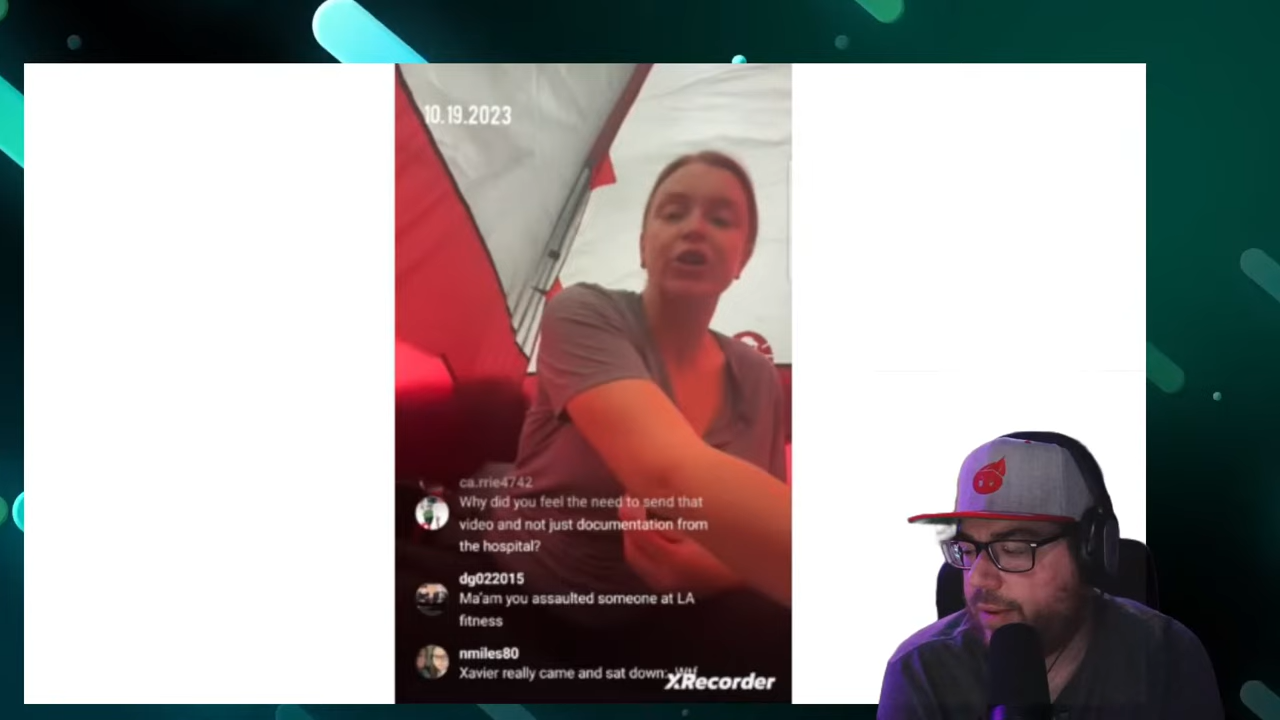 10.19.2023
ca.rrie4742
Why did you feel the need to send that
video and not just documentation from
the hospital?
dg022015
Ma'am you assaulted someone at LA
fitness
nmiles80
Xavier really came and sat down:. Wtf
XRecorder